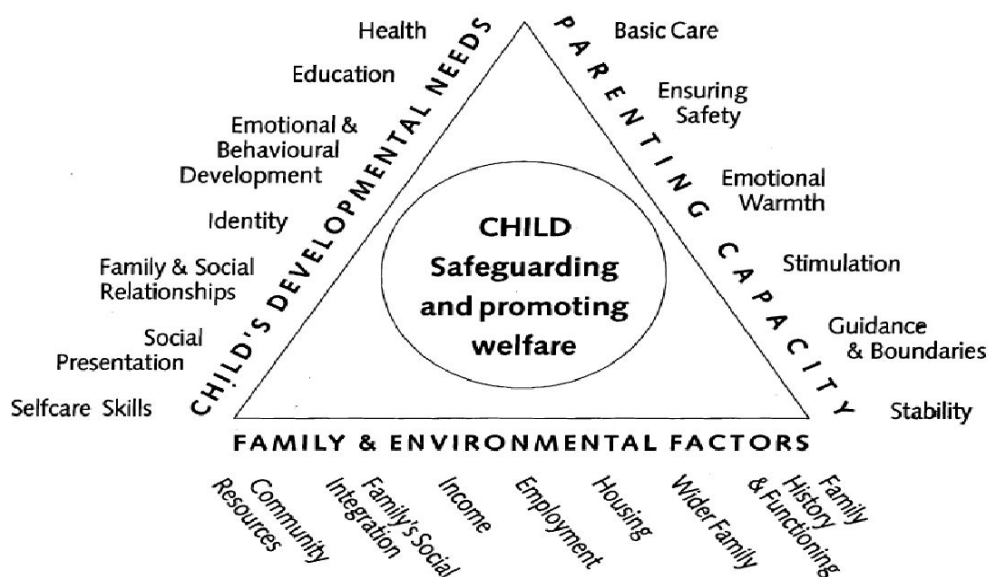 Health
Education
Emotional &
Behavioural
Development
Identity
Family & Social
Relationships
Social
Presentation
Selfcare Skills
CHILD'S DEVELOPMENTAL NEEDS
CHILD
Safeguarding
and promoting
welfare
PARENTING CAPACITY
Basic Care
Ensuring
Safety
Emotional
Warmth
Stimulation
Guidance
& Boundaries
Stability
FAMILY & ENVIRONMENTAL FACTORS
Community
Resources
Family's Social
Integration
Income
Employment
Housing
Wider Family
Family
History
& Functioning